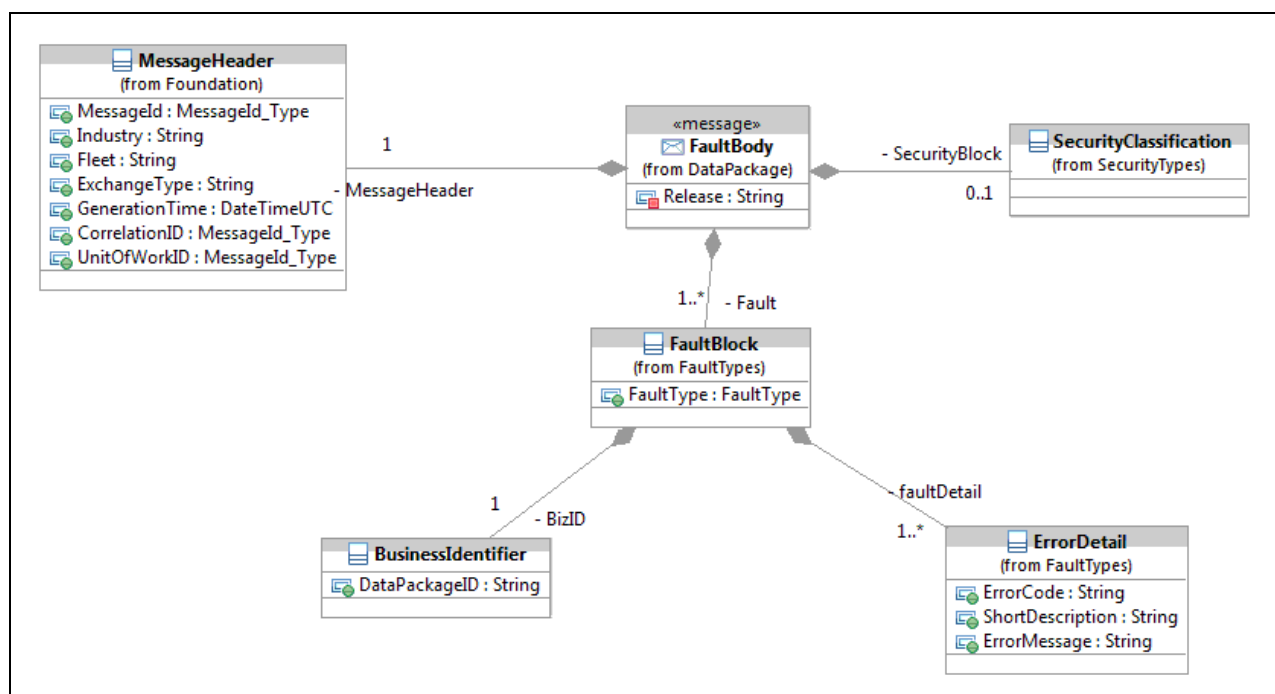 MessageHeader
(from Foundation)
MessageId : MessageId_Type
Industry : String
Fleet : String
ExchangeType : String
GenerationTime : DateTimeUTC
CorrelationID : MessageId_Type
UnitOfWorkID : MessageId_Type
1
- MessageHeader
«message»
FaultBody
(from DataPackage)
Release : String
- SecurityBlock
0..1
SecurityClassification
(from SecurityTypes)
1..*
- Fault
FaultBlock
(from FaultTypes)
FaultType : FaultType
1
- BizID
BusinessIdentifier
DataPackageID : String
- faultDetail
1..*
ErrorDetail
(from FaultTypes)
ErrorCode : String
ShortDescription : String
ErrorMessage : String